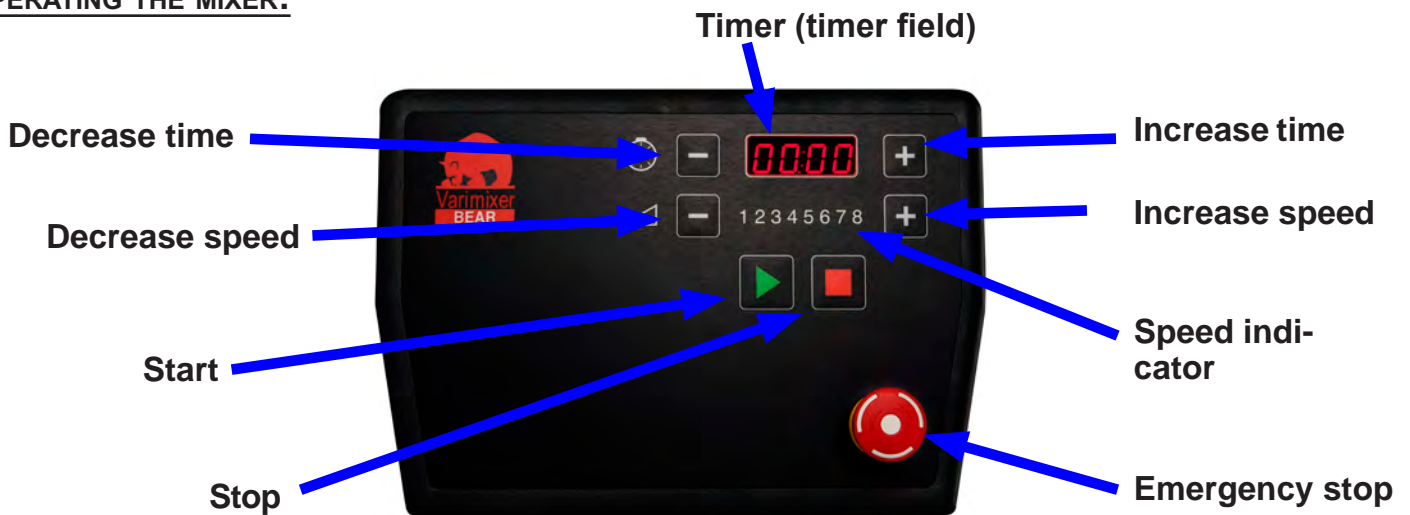 PERATING THE MIXER:
Timer (timer field)
Decrease time
Increase time
00:00
Varimixer
BEAR
12345678
Decrease speed
Increase speed
Start
Speed indi-
cator
Stop
Emergency stop